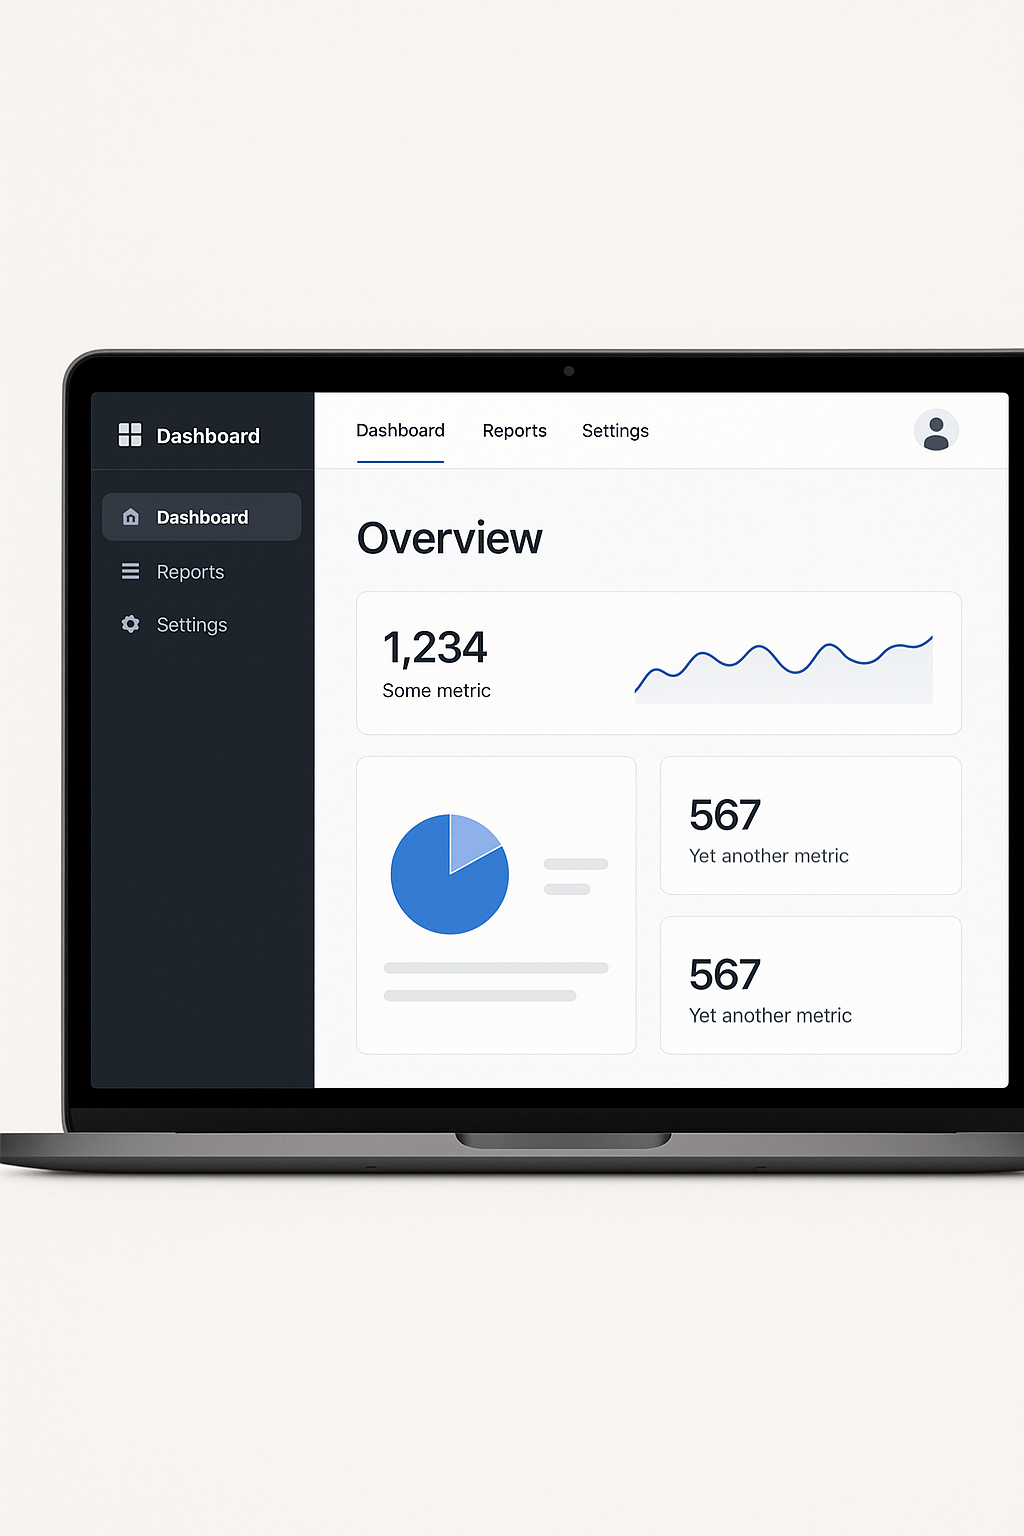 Dashboard
Dashboard
Reports
Settings
Dashboard Reports Settings
Overview
1,234
Some metric
567
Yet another metric
567
Yet another metric